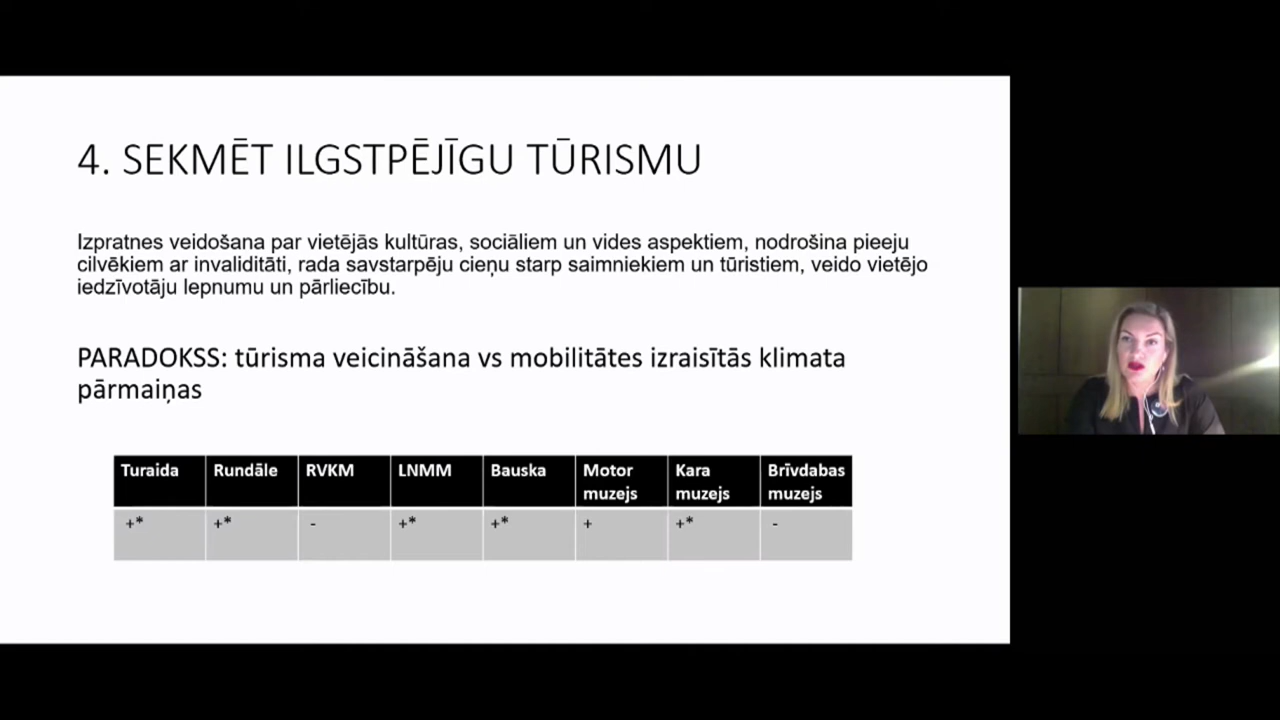 4. SEKMĒT ILGSTPĒJĪGU TŪRISMU
Izpratnes veidošana par vietējās kultūras, sociāliem un vides aspektiem, nodrošina pieeju
cilvēkiem ar invaliditāti, rada savstarpēju cieņu starp saimniekiem un tūristiem, veido vietējo
iedzīvotāju lepnumu un pārliecību.
PARADOKSS: tūrisma veicināšana vs mobilitātes izraisītās klimata
pārmaiņas
Turaida Rundāle RVKM LNMM Bauska Motor muzejs Kara muzejs Brīvdabas muzejs
+* +* - +* +* + +* -